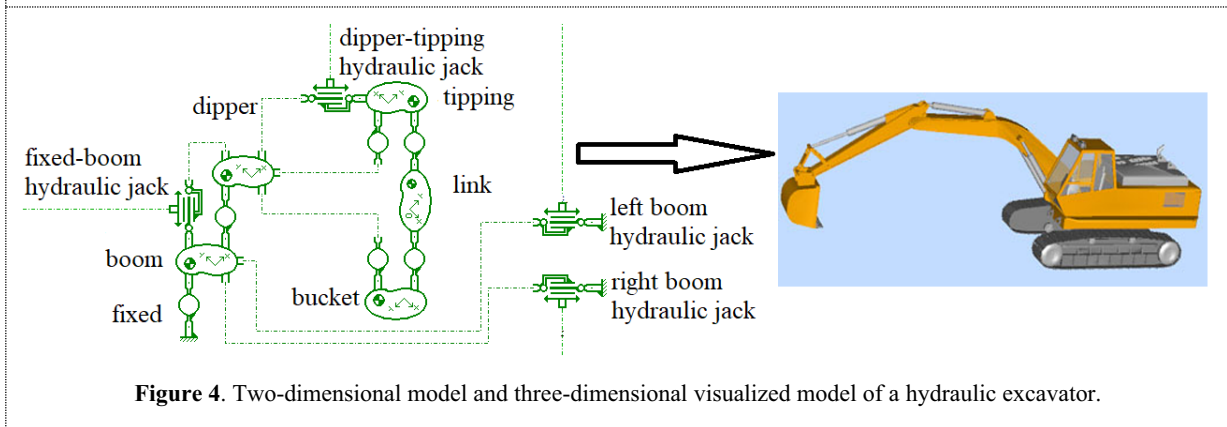 dipper-tipping
hydraulic jack
tipping
dipper
fixed-boom
hydraulic jack
link
left boom
hydraulic jack
boom
bucket
right boom
hydraulic jack
fixed
Figure 4. Two-dimensional model and three-dimensional visualized model of a hydraulic excavator.